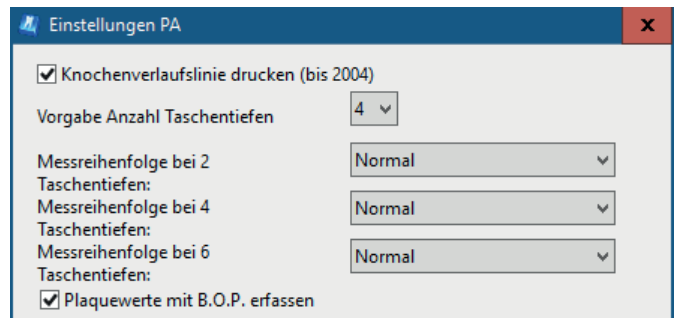 Einstellungen PA
x
Knochenverlaufslinie drucken (bis 2004)
Vorgabe Anzahl Taschentiefen 4
Messreihenfolge bei 2 Normal
Taschentiefen:
Messreihenfolge bei 4 Normal
Taschentiefen:
Messreihenfolge bei 6 Normal
Taschentiefen:
Plaquewerte mit B.O.P. erfassen